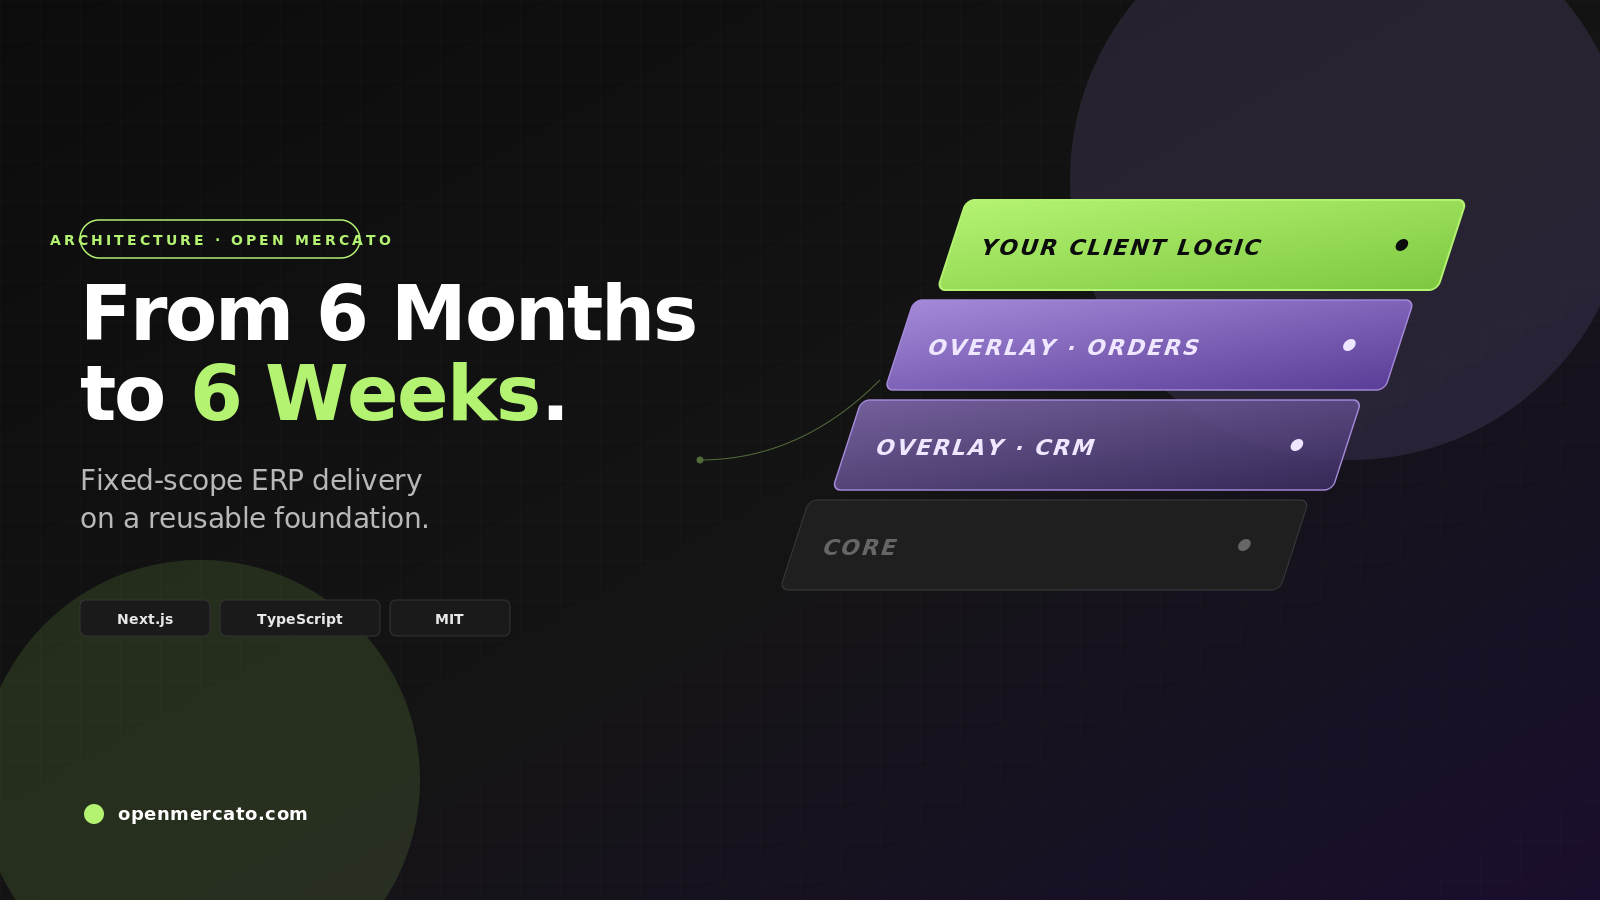 ARCHITECTURE · OPEN MERCATO
From 6 Months
to 6 Weeks.
Fixed-scope ERP delivery
on a reusable foundation.
Next.js
TypeScript
MIT
openmercato.com
YOUR CLIENT LOGIC
OVERLAY · ORDERS
OVERLAY · CRM
CORE